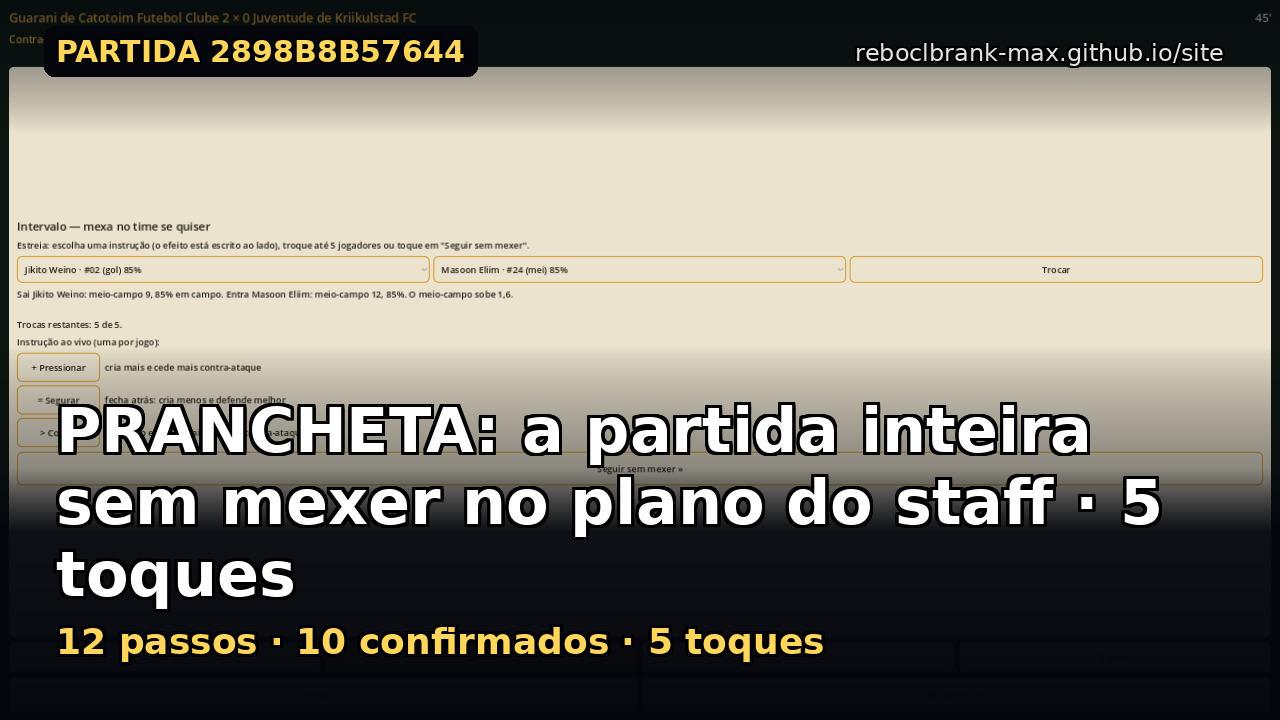 Guarani de Catotoim Futebol Clube 2 × 0 Juventude de Kriikulstad FC
45'
Contra-
PARTIDA 2898B8B57644
reboclbrank-max.github.io/site
Intervalo — mexa no time se quiser
Estreia: escolha uma instrução (o efeito está escrito ao lado), troque até 5 jogadores ou toque em "Seguir sem mexer".
Jikito Weino · #02 (gol) 85%
Masoon Eliim · #24 (mei) 85%
Trocar
Sai Jikito Weino: meio-campo 9, 85% em campo. Entra Masoon Eliim: meio-campo 12, 85%. O meio-campo sobe 1,6.
Trocas restantes: 5 de 5.
Instrução ao vivo (uma por jogo):
+ Pressionar
cria mais e cede mais contra-ataque
= Segurar
fecha atrás: cria menos e defende melhor
Seguir sem mexer »
PRANCHETA: a partida inteira
sem mexer no plano do staff · 5
toques
12 passos · 10 confirmados · 5 toques